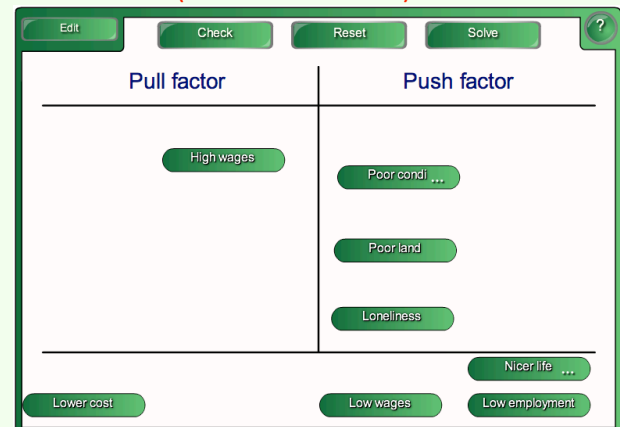 Edit Check Reset Solve ?
Pull factor Push factor
High wages
Poor condi ...
Poor land
Loneliness
Nicer life ...
Lower cost Low wages Low employment